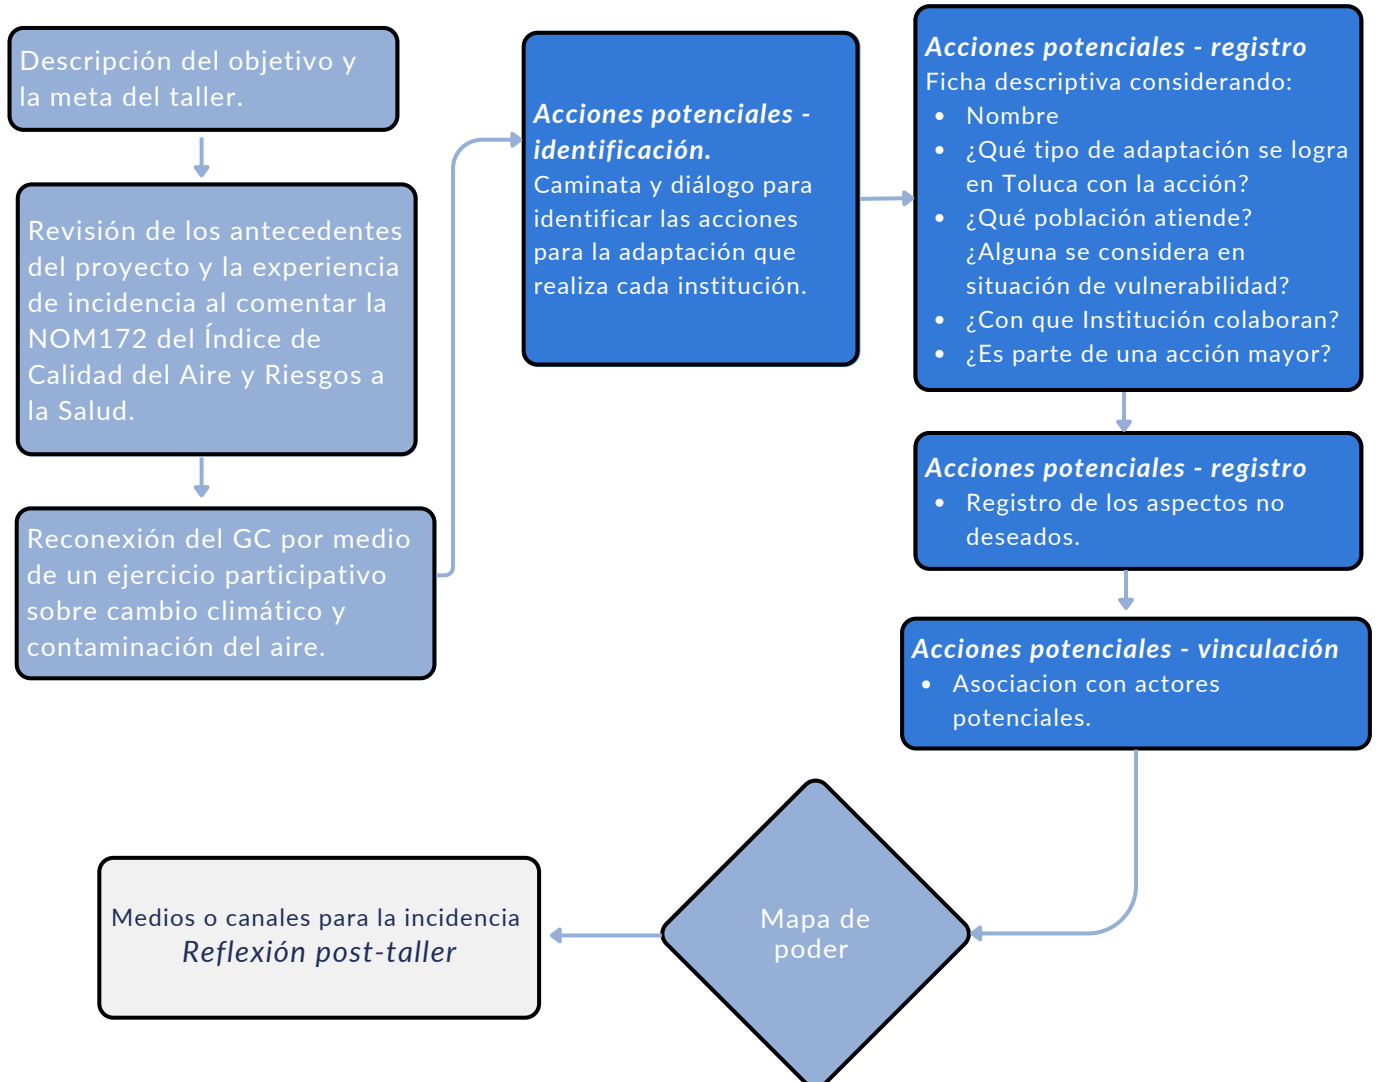 Descripción del objetivo y
la meta del taller.
Revisión de los antecedentes
del proyecto y la experiencia
de incidencia al comentar la
NOM172 del Índice de
Calidad del Aire y Riesgos a
la Salud.
Reconexión del GC por medio
de un ejercicio participativo
sobre cambio climático y
contaminación del aire.
Acciones potenciales -
identificación.
Caminata y diálogo para
identificar las acciones
para la adaptación que
realiza cada institución.
Acciones potenciales - registro
Ficha descriptiva considerando:
• Nombre
• ¿Qué tipo de adaptación se logra
en Toluca con la acción?
• ¿Qué población atiende?
¿Alguna se considera en
situación de vulnerabilidad?
• ¿Con que Institución colaboran?
• ¿Es parte de una acción mayor?
Acciones potenciales - registro
• Registro de los aspectos no
deseados.
Acciones potenciales - vinculación
• Asociacion con actores
potenciales.
Mapa de
poder
Medios o canales para la incidencia
Reflexión post-taller